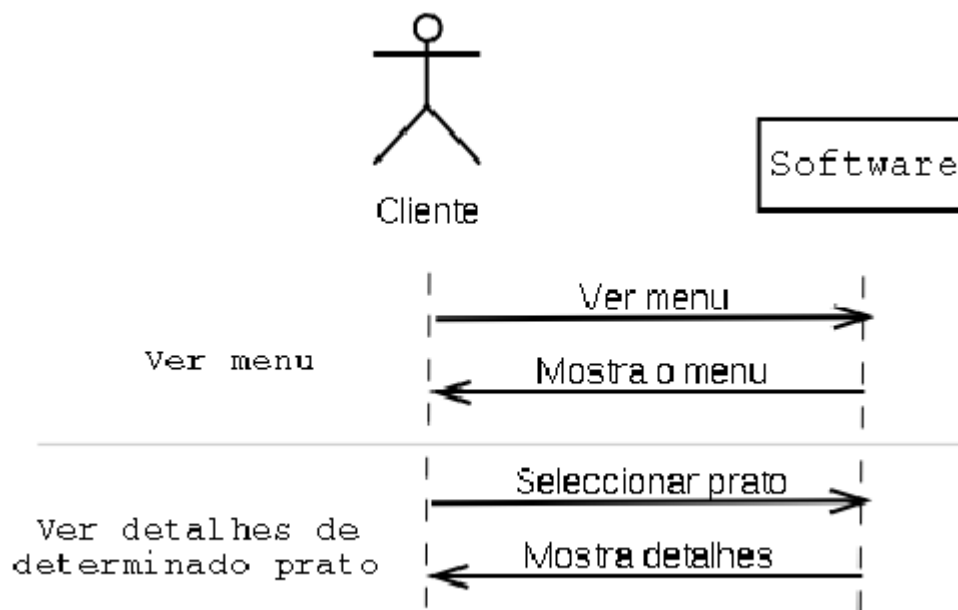 Software
Cliente
Ver menu
Ver menu
Mostra o menu
Seleccionar prato
Ver detalhes de
determinado prato
Mostra detalhes